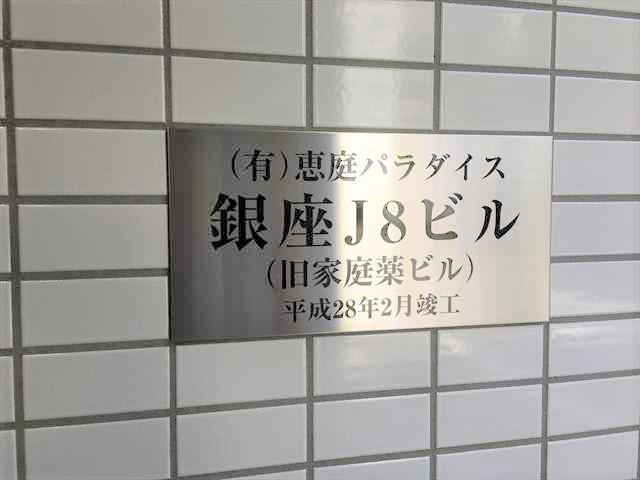 (有)恵庭パラダイス
銀座J8ビル
(旧家庭薬ビル)
平成28年2月竣工